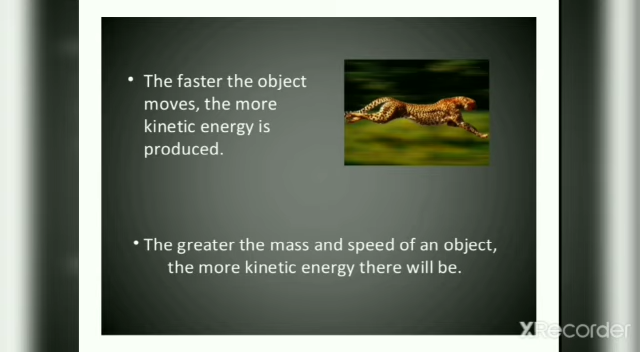 • The faster the object
moves, the more
kinetic energy is
produced.
• The greater the mass and speed of an object,
the more kinetic energy there will be.
XRecorder